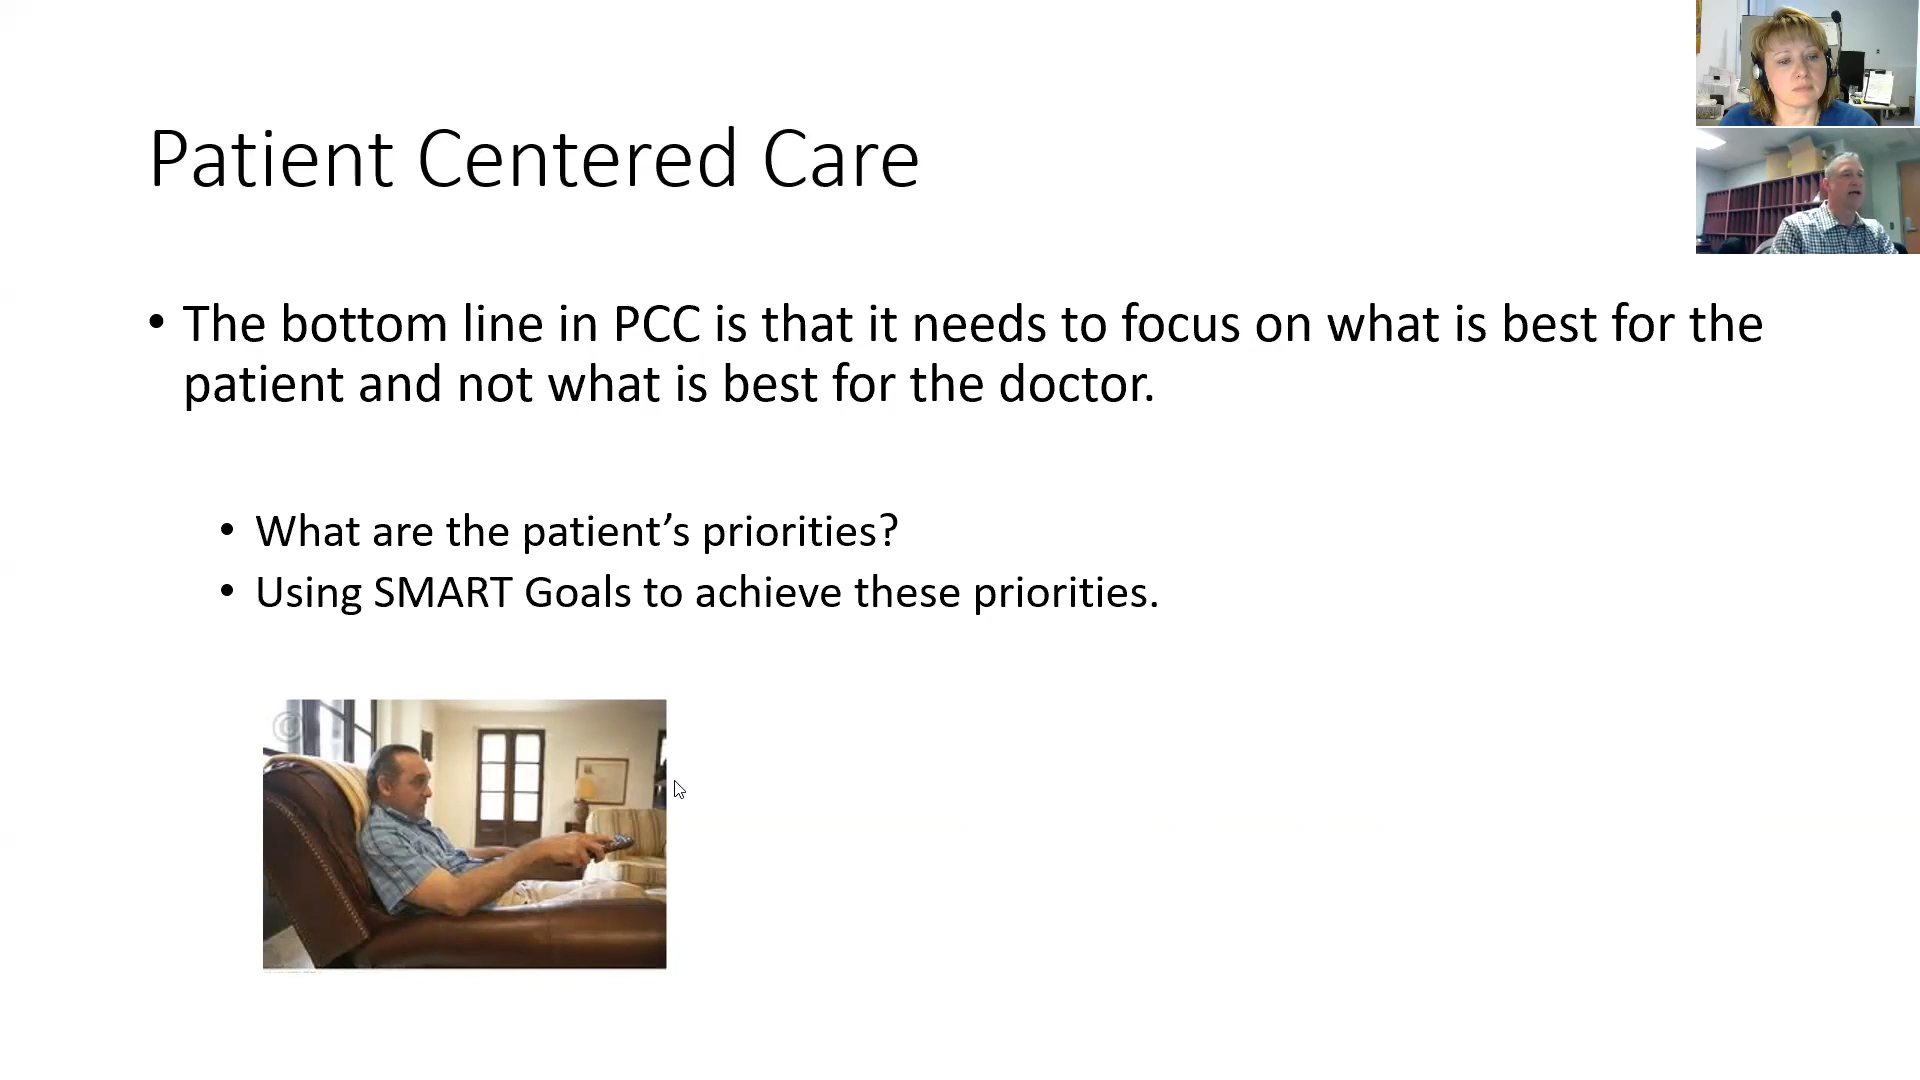 Patient Centered Care
• The bottom line in PCC is that it needs to focus on what is best for the
patient and not what is best for the doctor.
• What are the patient’s priorities?
• Using SMART Goals to achieve these priorities.
©